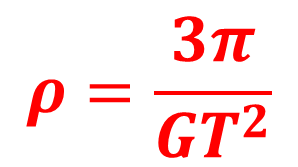 ρ = 3π / GT²